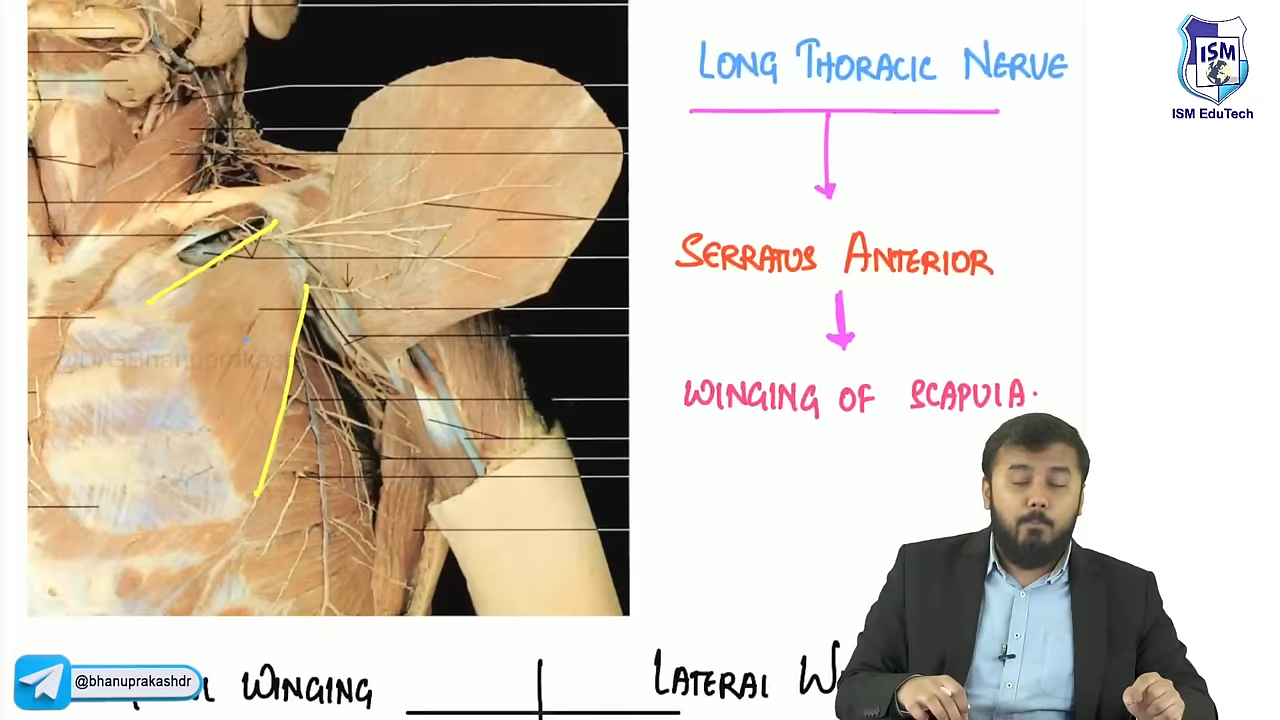 ISM
ISM EduTech
LONG THORACIC NERVE
SERRATUS ANTERIOR
WINGING OF SCAPULA.
@bhanuprakashdr
WINGING
LATERAL